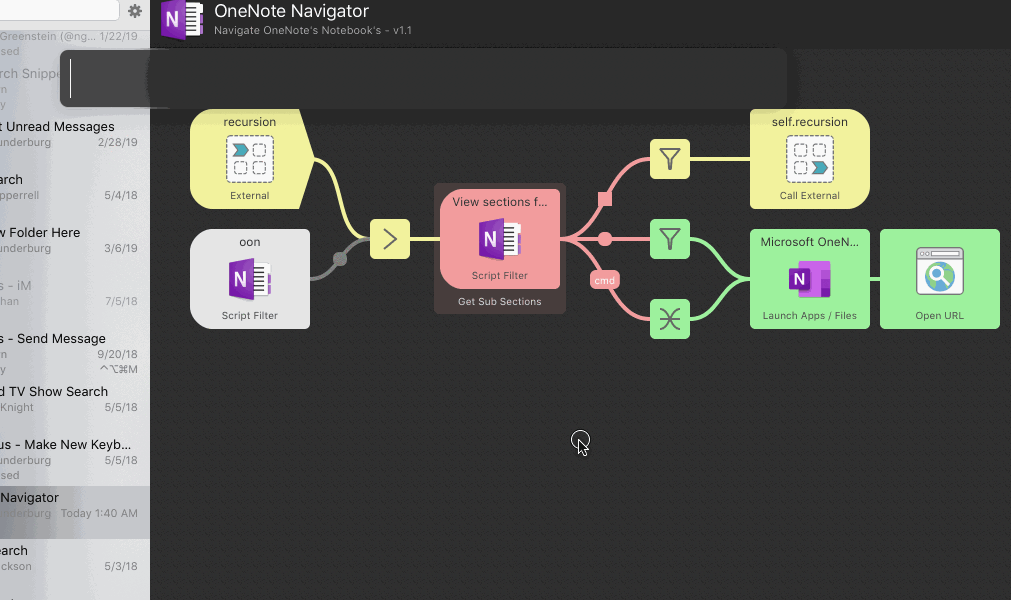 OneNote Navigator
Navigate OneNote's Notebook's - v1.1
Greenstein (@ng... 1/22/19
sed
rch Snippe
n
y
t Unread Messages
underburg 2/28/19
arch
pperrell 5/4/18
w Folder Here
underburg 3/6/19
s - iM
han 7/5/18
s - Send Message
n 9/20/18
y ^⌥⌘M
d TV Show Search
Knight 5/5/18
us - Make New Keyb...
underburg 5/5/18
sed
Navigator
underburg Today 1:40 AM
earch
ckson 5/3/18
recursion
External
oon
N
Script Filter
View sections f...
N
Script Filter
Get Sub Sections
cmd
self.recursion
Call External
Microsoft OneN...
N
Launch Apps / Files
Open URL